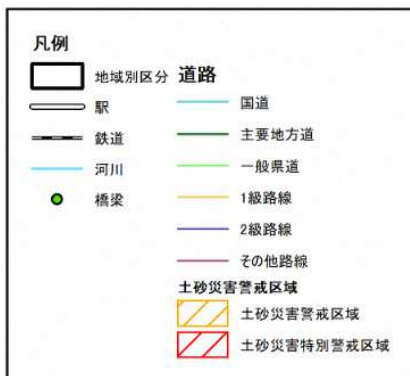 凡例
地域別区分
駅
鉄道
河川
橋梁
道路
国道
主要地方道
一般県道
1級路線
2級路線
その他路線
土砂災害警戒区域
土砂災害警戒区域
土砂災害特別警戒区域